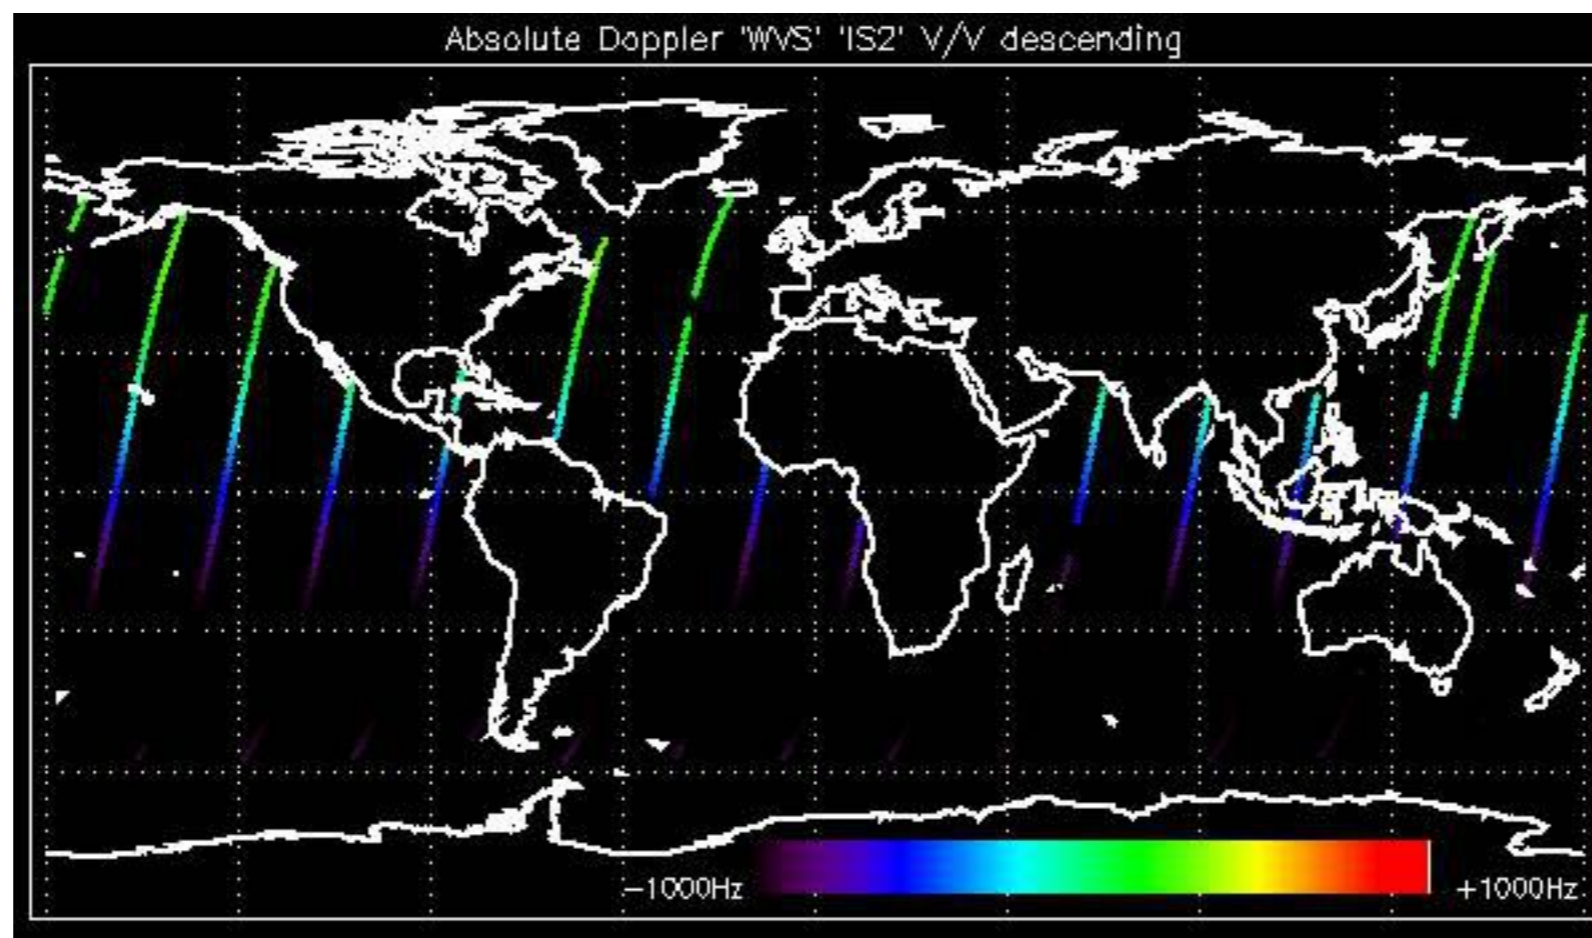 Absolute Doppler 'WVS' 'IS2' V/V descending
-1000Hz
+1000Hz